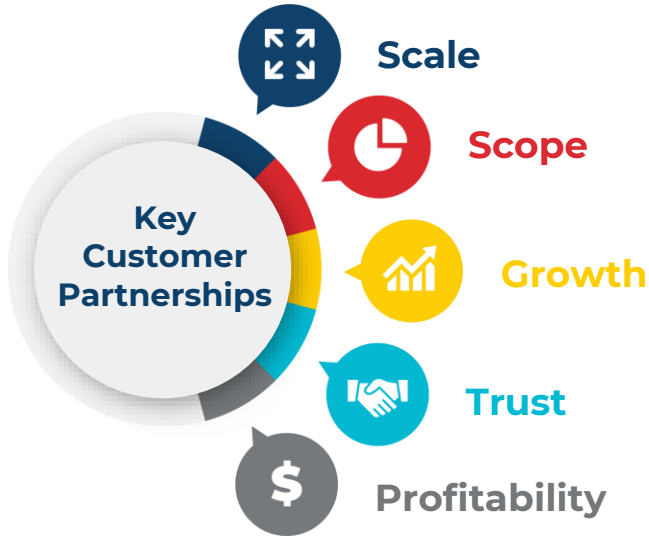 Scale
Scope
Key
Customer
Partnerships
Growth
Trust
$
Profitability